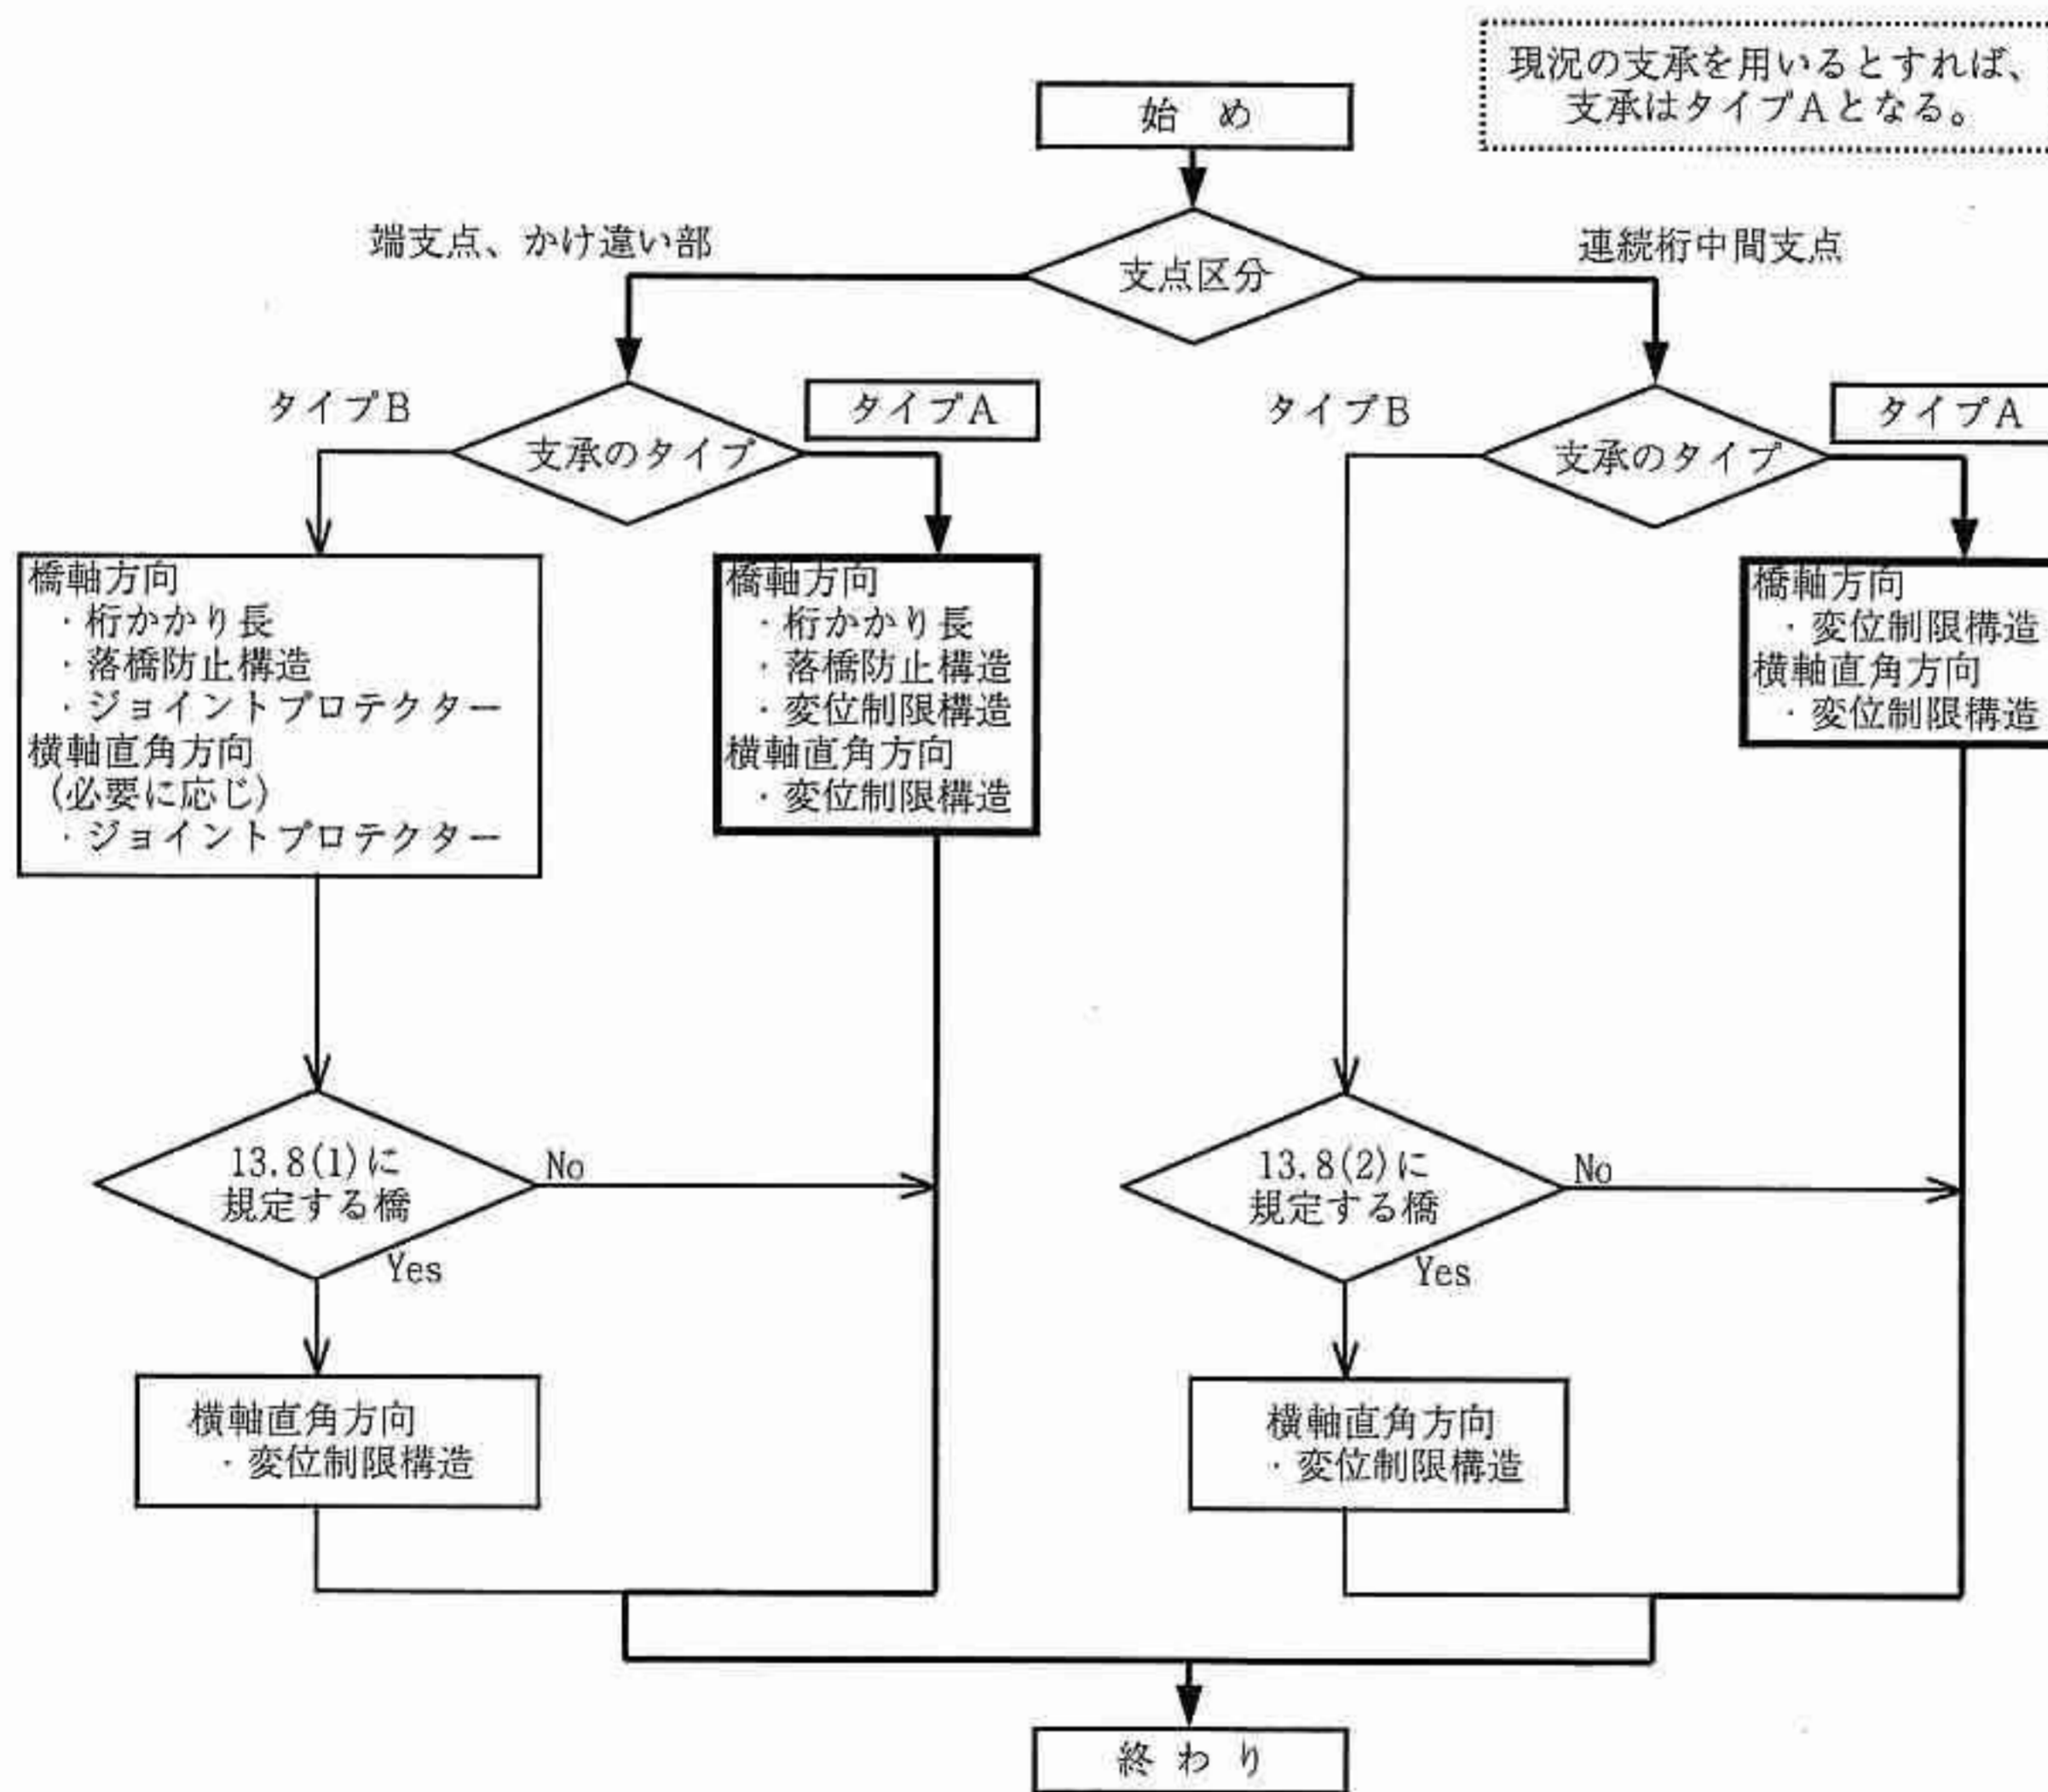 現況の支承を用いるとすれば、
支承はタイプAとなる。
始 め
端支点、かけ違い部
支点区分
連続桁中間支点
タイプB
支承のタイプ
タイプA
タイプB
支承のタイプ
タイプA
橋軸方向
・桁かかり長
・落橋防止構造
・ジョイントプロテクター
横軸直角方向
(必要に応じ)
・ジョイントプロテクター
橋軸方向
・桁かかり長
・落橋防止構造
・変位制限構造
横軸直角方向
・変位制限構造
橋軸方向
・変位制限構造
横軸直角方向
・変位制限構造
13.8(1)に
規定する橋
No
Yes
13.8(2)に
規定する橋
No
Yes
横軸直角方向
・変位制限構造
横軸直角方向
・変位制限構造
終 わ り